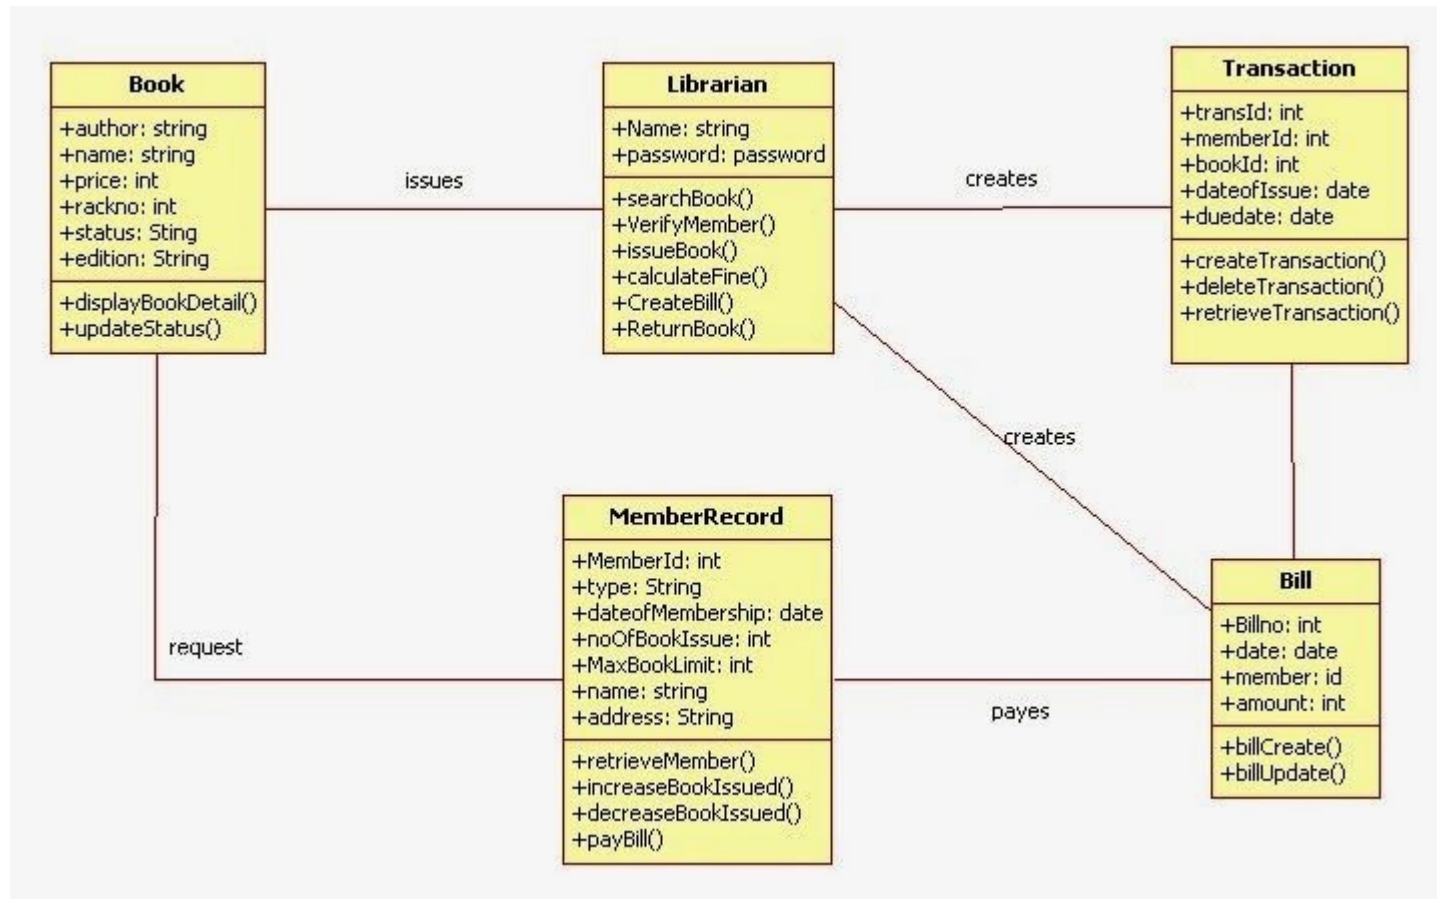 Book
+author: string
+name: string
+price: int
+rackno: int
+status: Sting
+edition: String
+displayBookDetail()
+updateStatus()
issues
Librarian
+Name: string
+password: password
+searchBook()
+VerifyMember()
+issueBook()
+calculateFine()
+CreateBill()
+ReturnBook()
creates
Transaction
+transId: int
+memberId: int
+bookId: int
+dateofIssue: date
+duedate: date
+createTransaction()
+deleteTransaction()
+retrieveTransaction()
creates
request
MemberRecord
+MemberId: int
+type: String
+dateofMembership: date
+noOfBookIssue: int
+MaxBookLimit: int
+name: string
+address: String
+retrieveMember()
+increaseBookIssued()
+decreaseBookIssued()
+payBill()
payes
Bill
+Billno: int
+date: date
+member: id
+amount: int
+billCreate()
+billUpdate()